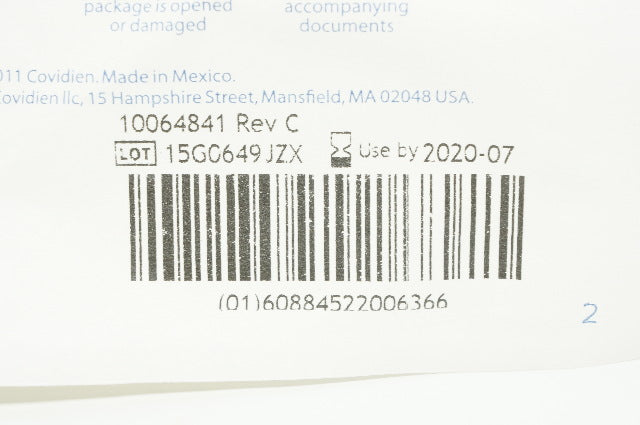 package is opened
or damaged
accompanying
documents
011 Covidien. Made in Mexico.
Covidien llc, 15 Hampshire Street, Mansfield, MA 02048 USA.
10064841 Rev C
LOT 15G0649JZX Use by 2020-07
(01)60884522006366
2